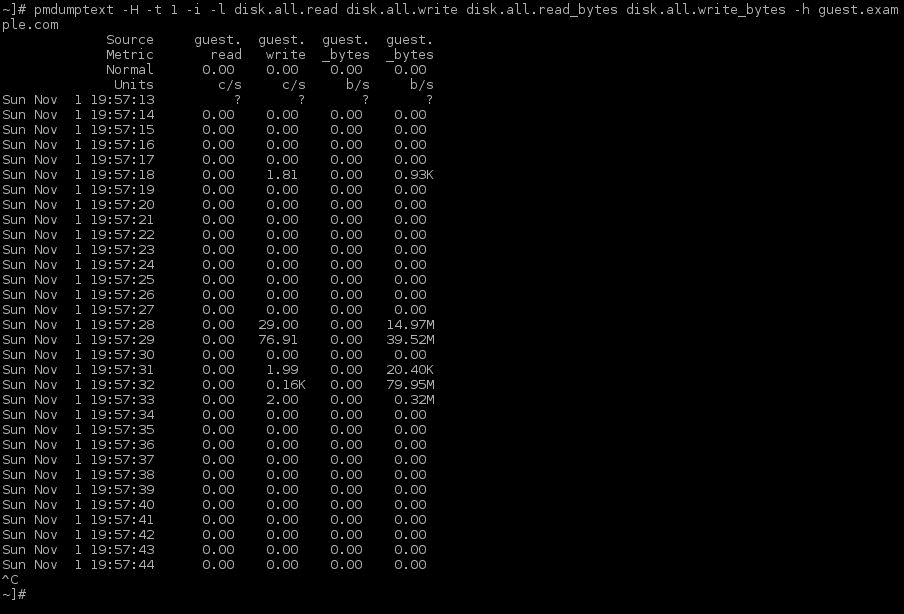 ~]# pmdumptext -H -t 1 -i -l disk.all.read disk.all.write disk.all.read_bytes disk.all.write_bytes -h guest.exam
ple.com
             Source     guest.  guest.  guest.  guest.
             Metric       read   write  _bytes  _bytes
             Normal      0.00    0.00    0.00    0.00
              Units        c/s     c/s     b/s     b/s
Sun Nov  1 19:57:13          ?       ?       ?       ?
Sun Nov  1 19:57:14      0.00    0.00    0.00    0.00
Sun Nov  1 19:57:15      0.00    0.00    0.00    0.00
Sun Nov  1 19:57:16      0.00    0.00    0.00    0.00
Sun Nov  1 19:57:17      0.00    0.00    0.00    0.00
Sun Nov  1 19:57:18      0.00    1.81    0.00    0.93K
Sun Nov  1 19:57:19      0.00    0.00    0.00    0.00
Sun Nov  1 19:57:20      0.00    0.00    0.00    0.00
Sun Nov  1 19:57:21      0.00    0.00    0.00    0.00
Sun Nov  1 19:57:22      0.00    0.00    0.00    0.00
Sun Nov  1 19:57:23      0.00    0.00    0.00    0.00
Sun Nov  1 19:57:24      0.00    0.00    0.00    0.00
Sun Nov  1 19:57:25      0.00    0.00    0.00    0.00
Sun Nov  1 19:57:26      0.00    0.00    0.00    0.00
Sun Nov  1 19:57:27      0.00    0.00    0.00    0.00
Sun Nov  1 19:57:28      0.00   29.00    0.00   14.97M
Sun Nov  1 19:57:29      0.00   76.91    0.00   39.52M
Sun Nov  1 19:57:30      0.00    0.00    0.00    0.00
Sun Nov  1 19:57:31      0.00    1.99    0.00   20.40K
Sun Nov  1 19:57:32      0.00    0.16K   0.00   79.95M
Sun Nov  1 19:57:33      0.00    2.00    0.00    0.32M
Sun Nov  1 19:57:34      0.00    0.00    0.00    0.00
Sun Nov  1 19:57:35      0.00    0.00    0.00    0.00
Sun Nov  1 19:57:36      0.00    0.00    0.00    0.00
Sun Nov  1 19:57:37      0.00    0.00    0.00    0.00
Sun Nov  1 19:57:38      0.00    0.00    0.00    0.00
Sun Nov  1 19:57:39      0.00    0.00    0.00    0.00
Sun Nov  1 19:57:40      0.00    0.00    0.00    0.00
Sun Nov  1 19:57:41      0.00    0.00    0.00    0.00
Sun Nov  1 19:57:42      0.00    0.00    0.00    0.00
Sun Nov  1 19:57:43      0.00    0.00    0.00    0.00
Sun Nov  1 19:57:44      0.00    0.00    0.00    0.00
^C
~]#